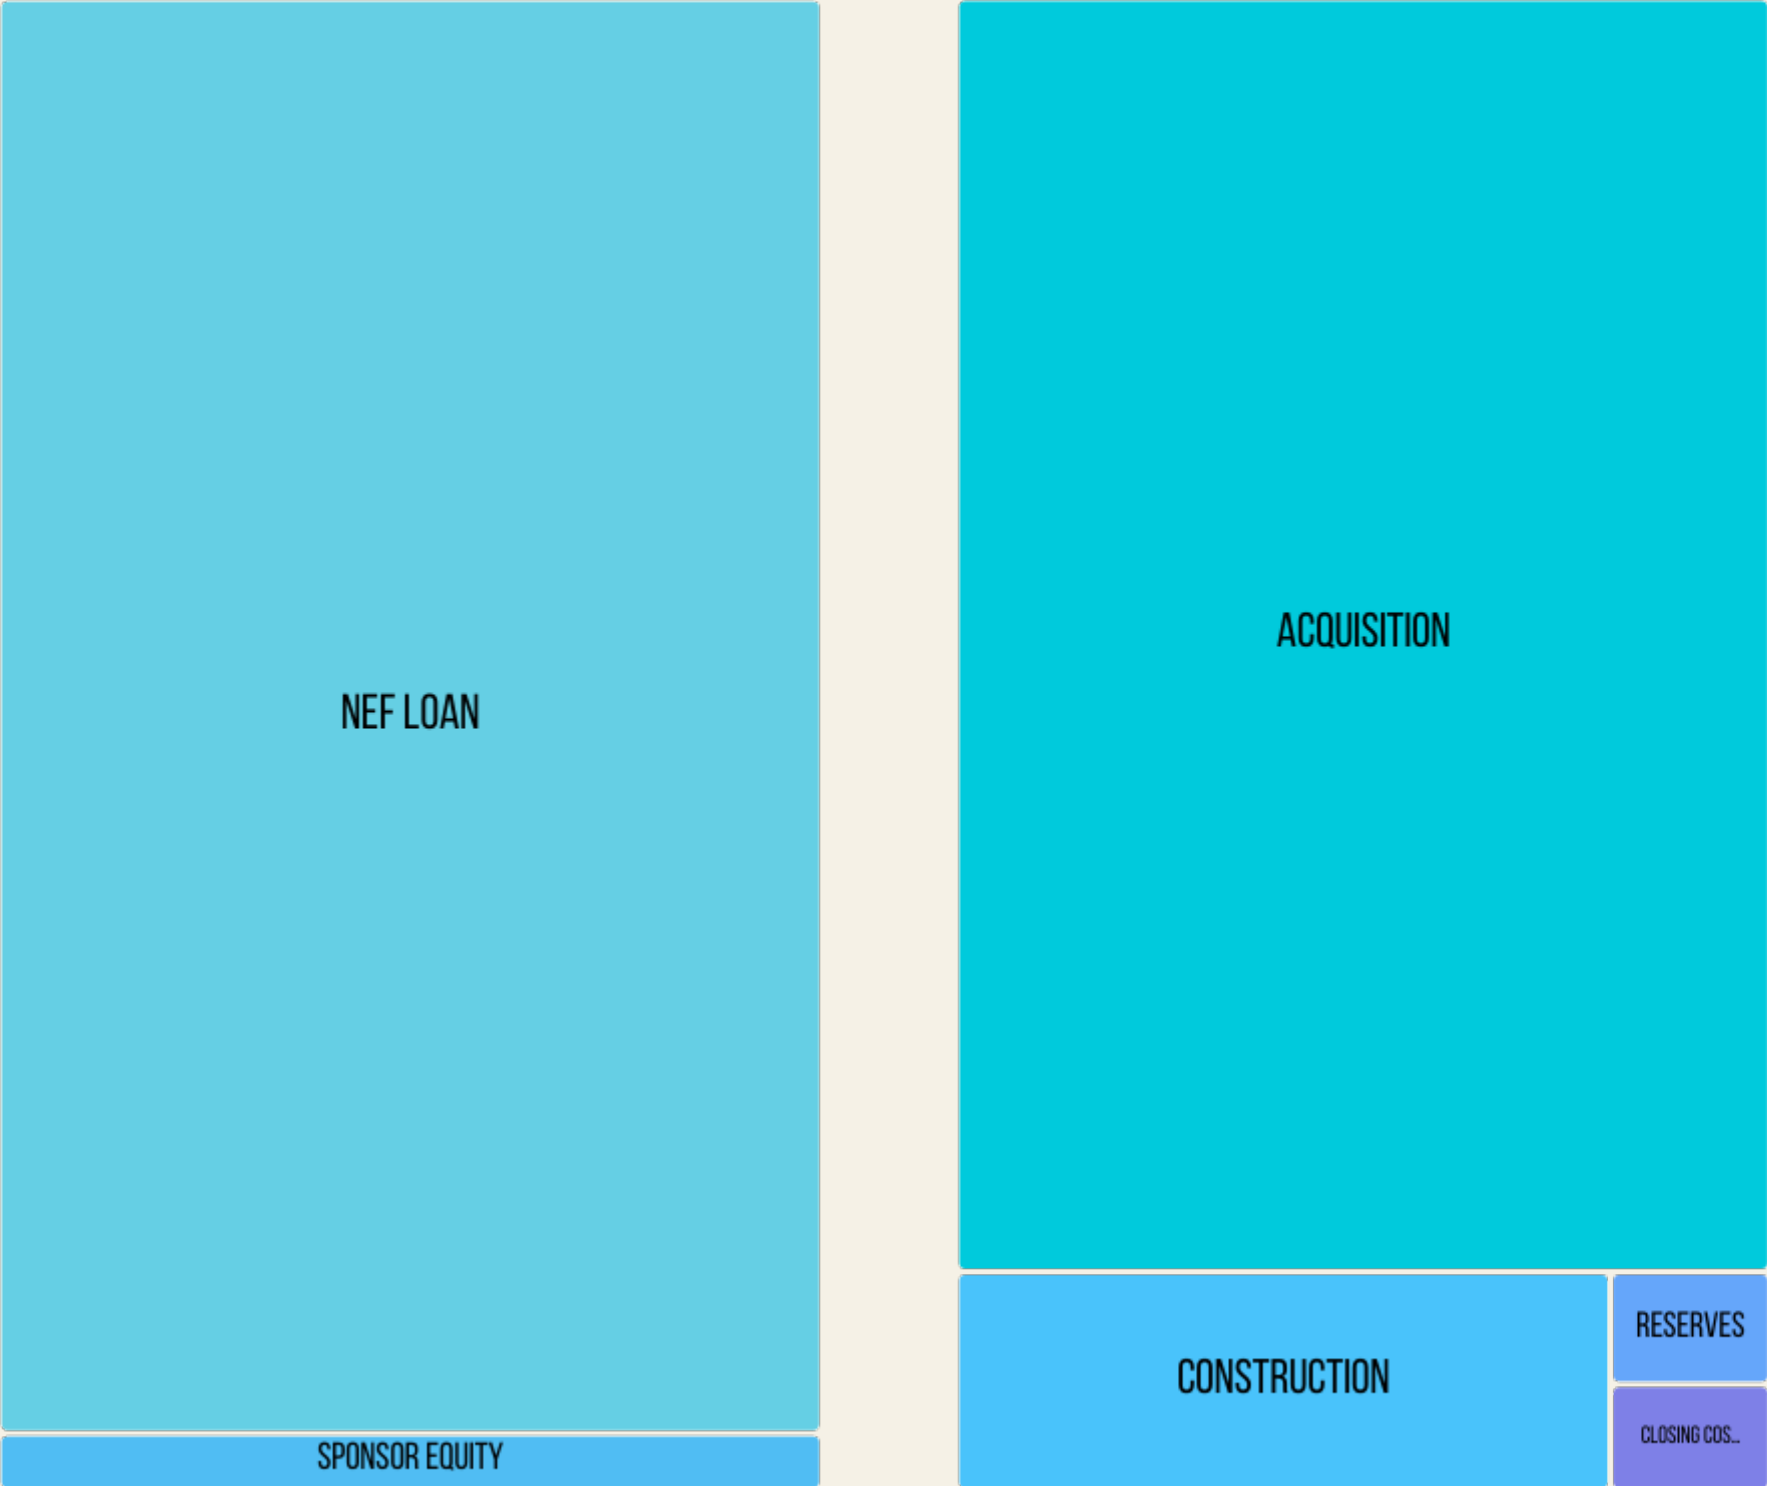 NEF LOAN
SPONSOR EQUITY
ACQUISITION
CONSTRUCTION
RESERVES
CLOSING COS...